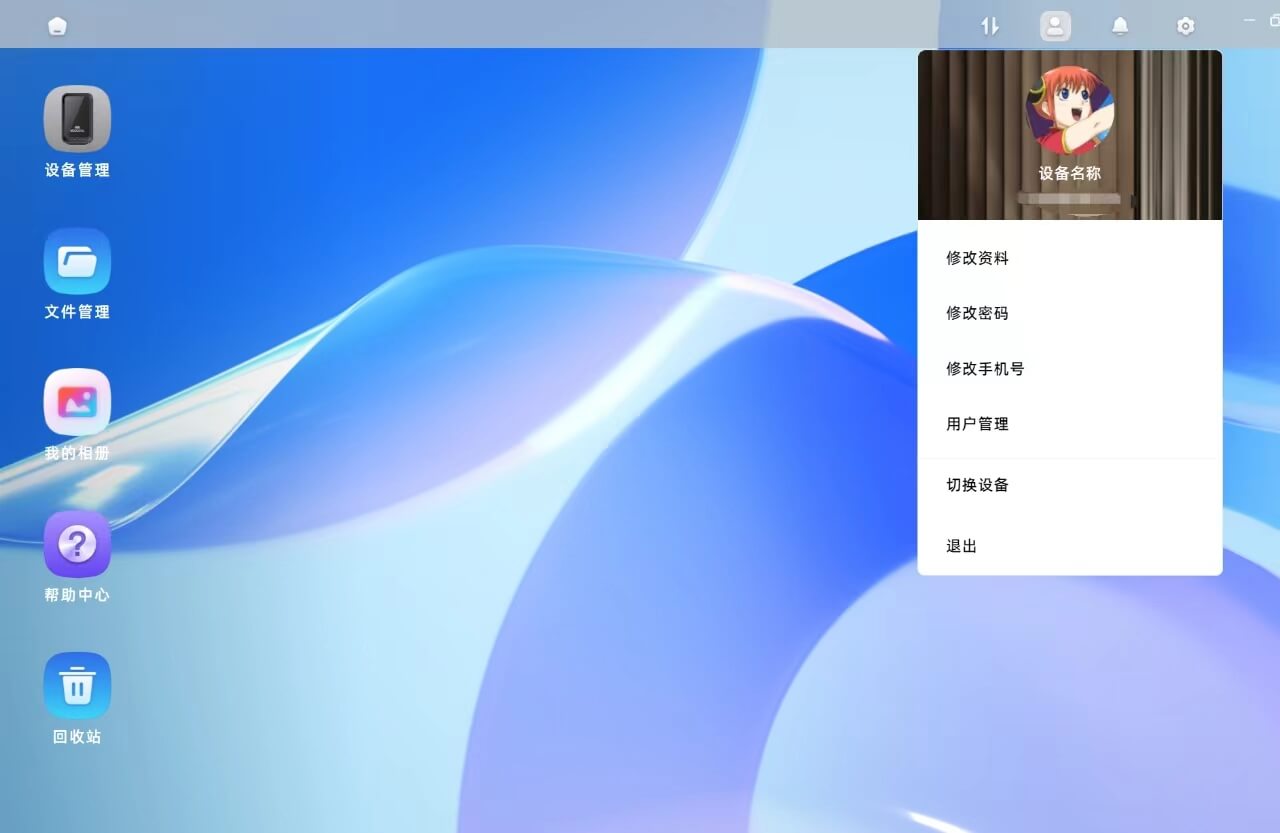 设备管理
文件管理
我的相册
帮助中心
回收站
设备名称
修改资料
修改密码
修改手机号
用户管理
切换设备
退出